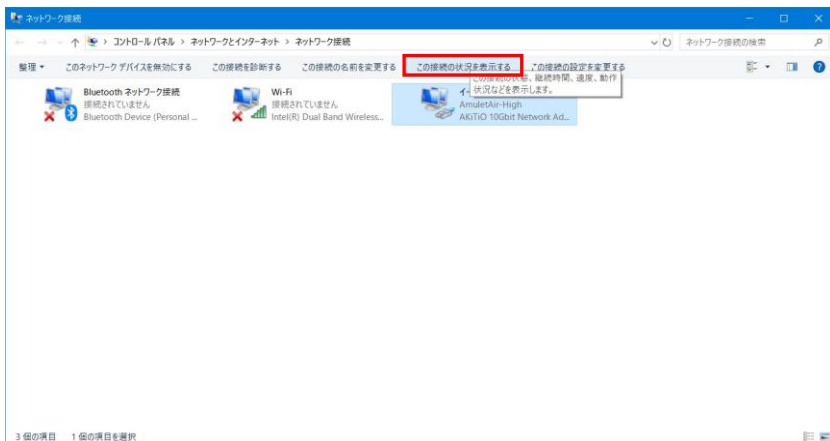 ネットワーク接続
コントロール パネル › ネットワークとインターネット › ネットワーク接続
ネットワーク接続の検索
整理 このネットワーク デバイスを無効にする この接続を診断する この接続の名前を変更する この接続の状況を表示する この接続の設定を変更する
この接続の状態、継続時間、速度、動作
状況などを表示します。
Bluetooth ネットワーク接続
接続されていません
Bluetooth Device (Personal ...
Wi-Fi
接続されていません
Intel(R) Dual Band Wireless...
イー
AmuletAir-High
AKiTiO 10Gbit Network Ad...
3 個の項目 1 個の項目を選択